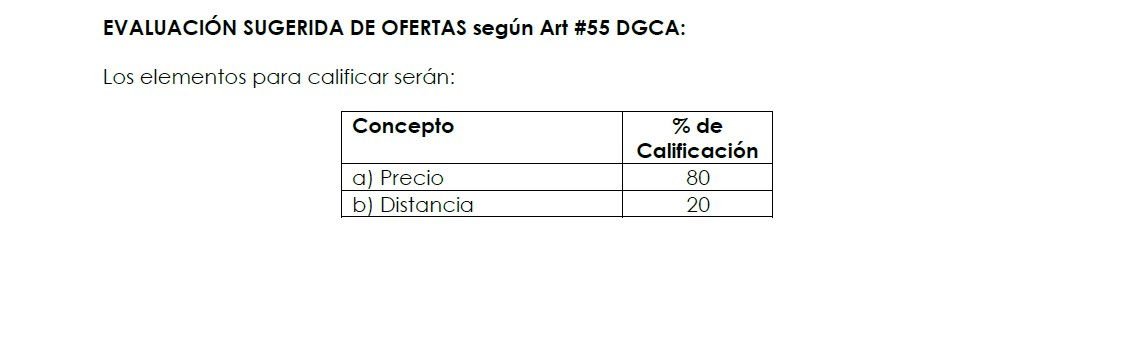 EVALUACIÓN SUGERIDA DE OFERTAS según Art #55 DGCA:
Los elementos para calificar serán:
Concepto % de
Calificación
a) Precio 80
b) Distancia 20